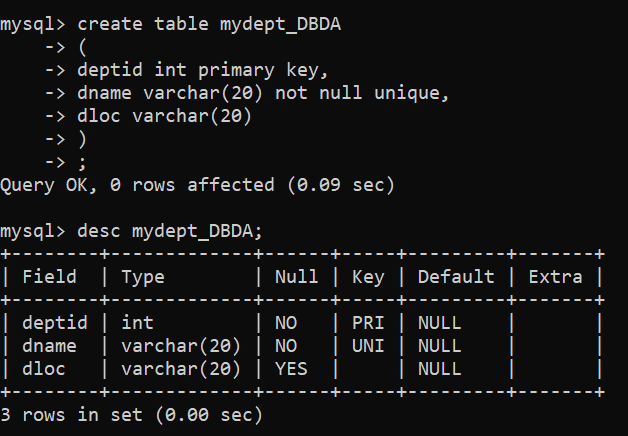 mysql> create table mydept_DBDA
    -> (
    -> deptid int primary key,
    -> dname varchar(20) not null unique,
    -> dloc varchar(20)
    -> )
    -> ;
Query OK, 0 rows affected (0.09 sec)

mysql> desc mydept_DBDA;
+--------+-------------+------+-----+---------+-------+
| Field  | Type        | Null | Key | Default | Extra |
+--------+-------------+------+-----+---------+-------+
| deptid | int         | NO   | PRI | NULL    |       |
| dname  | varchar(20) | NO   | UNI | NULL    |       |
| dloc   | varchar(20) | YES  |     | NULL    |       |
+--------+-------------+------+-----+---------+-------+
3 rows in set (0.00 sec)